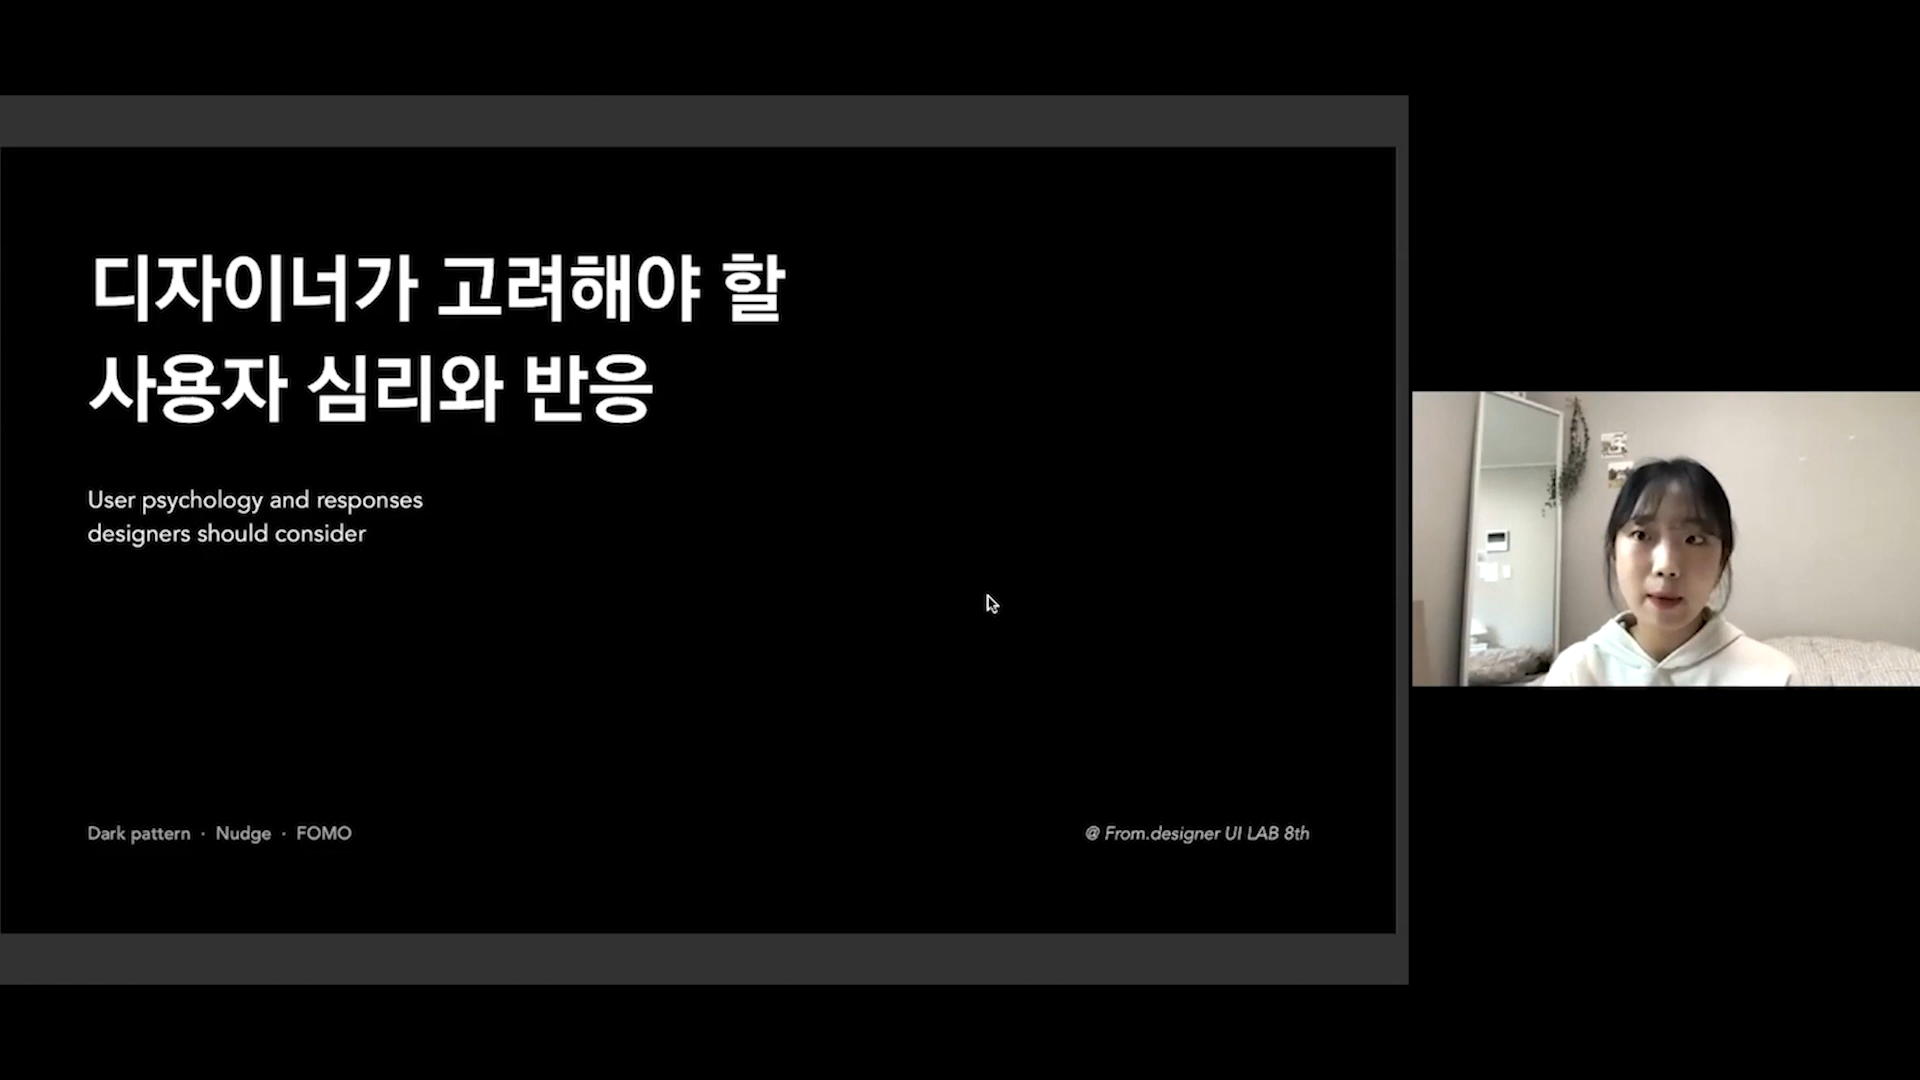 디자이너가 고려해야 할
사용자 심리와 반응
User psychology and responses
designers should consider
Dark pattern · Nudge · FOMO
@ From.designer UI LAB 8th